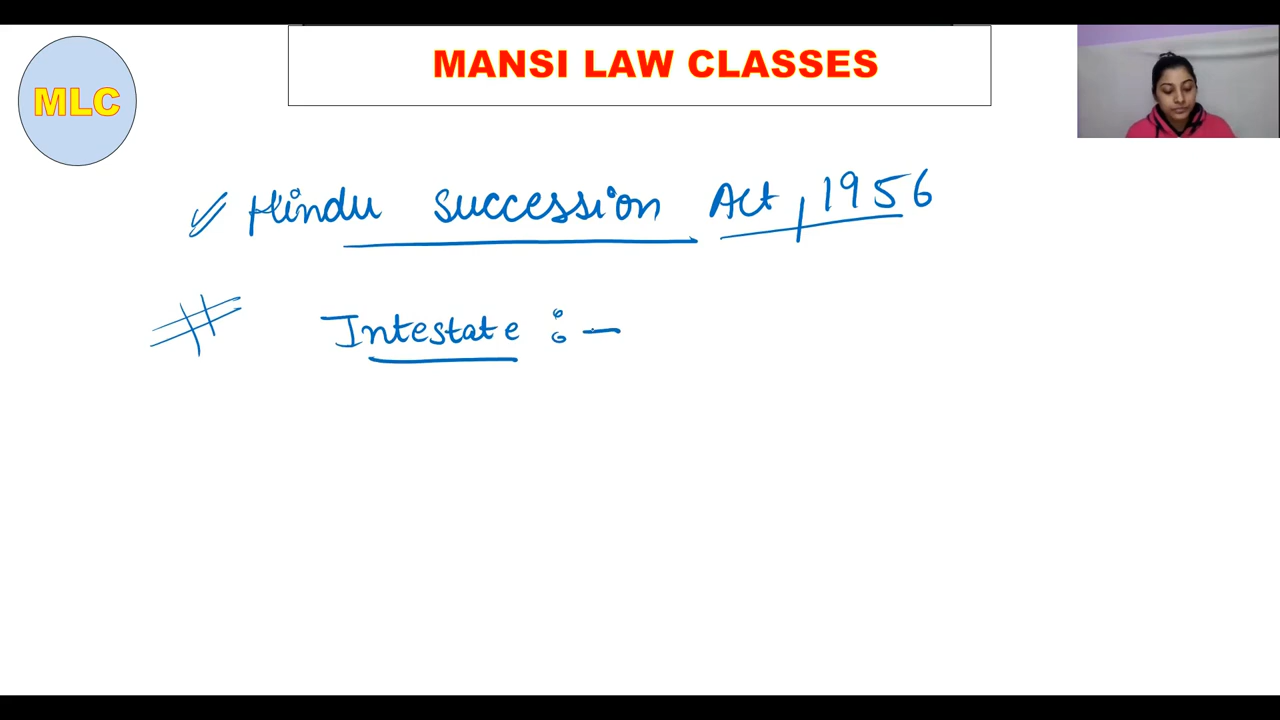 MANSI LAW CLASSES
MLC
Hindu Succession Act, 1956
# Intestate :-